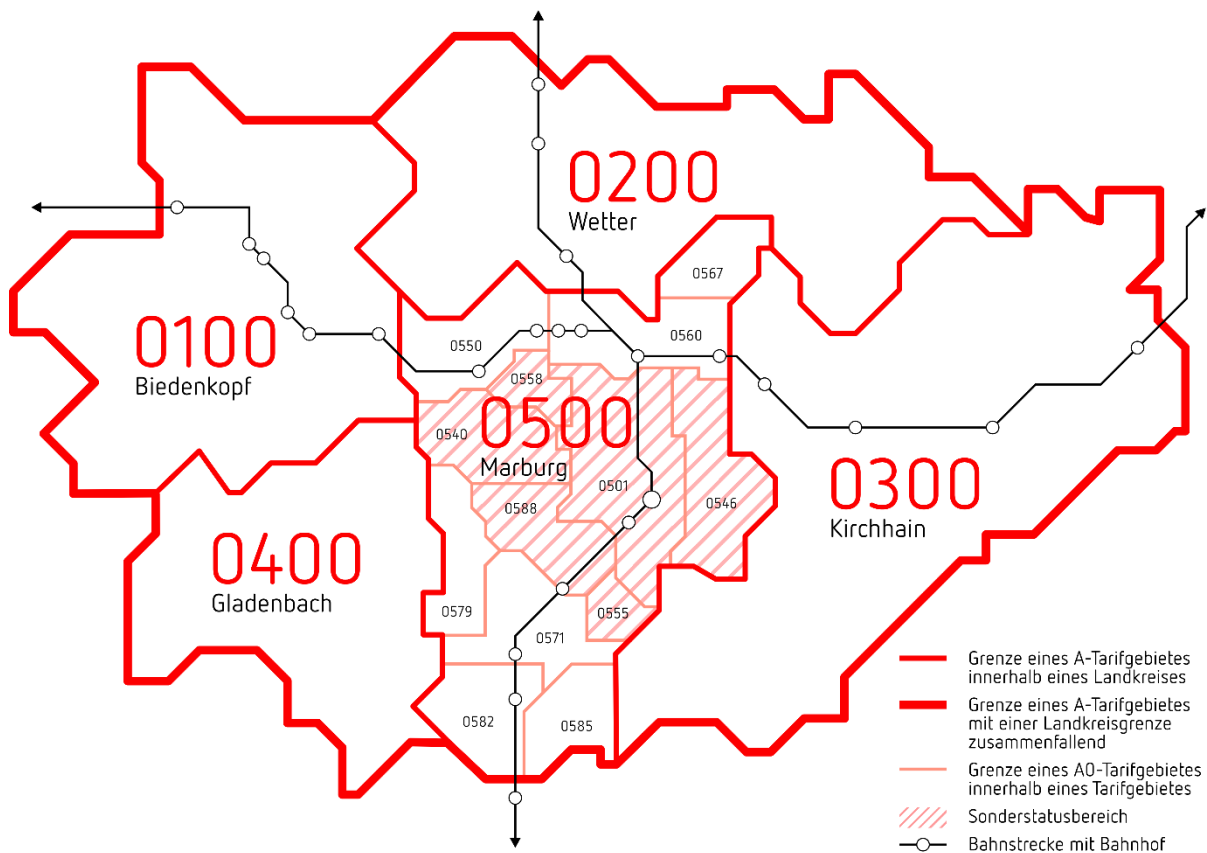 0200
Wetter
0567
0100
Biedenkopf
0550
0560
0558
0500
Marburg
0540
0501
0546
0588
0300
Kirchhain
0400
Gladenbach
0579
0555
0571
0582
0585
Grenze eines A-Tarifgebietes
innerhalb eines Landkreises
Grenze eines A-Tarifgebietes
mit einer Landkreisgrenze
zusammenfallend
Grenze eines AO-Tarifgebietes
innerhalb eines Tarifgebietes
Sonderstatusbereich
Bahnstrecke mit Bahnhof